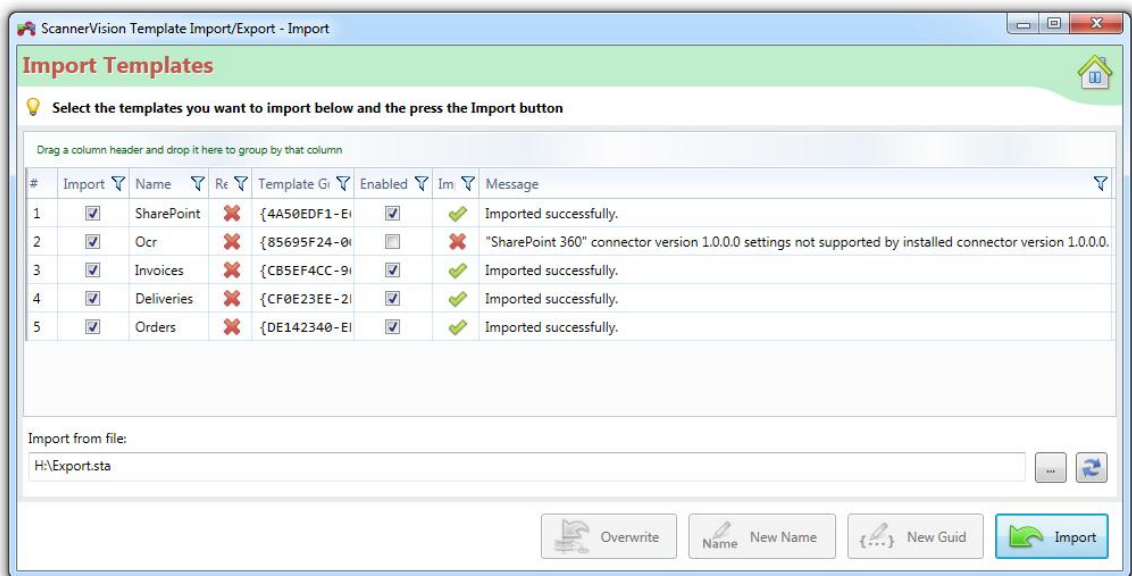 ScannerVision Template Import/Export - Import
Import Templates
Select the templates you want to import below and the press the Import button
Drag a column header and drop it here to group by that column
# Import Name Re Template Gi Enabled Im Message
1 SharePoint {4A50EDF1-E Imported successfully.
2 Ocr {85695F24-0 "SharePoint 360" connector version 1.0.0.0 settings not supported by installed connector version 1.0.0.0.
3 Invoices {CB5EF4CC-9 Imported successfully.
4 Deliveries {CF0E23EE-2 Imported successfully.
5 Orders {DE142340-E Imported successfully.
Import from file:
H:\Export.sta
...
Overwrite Name New Name {...} New Guid Import